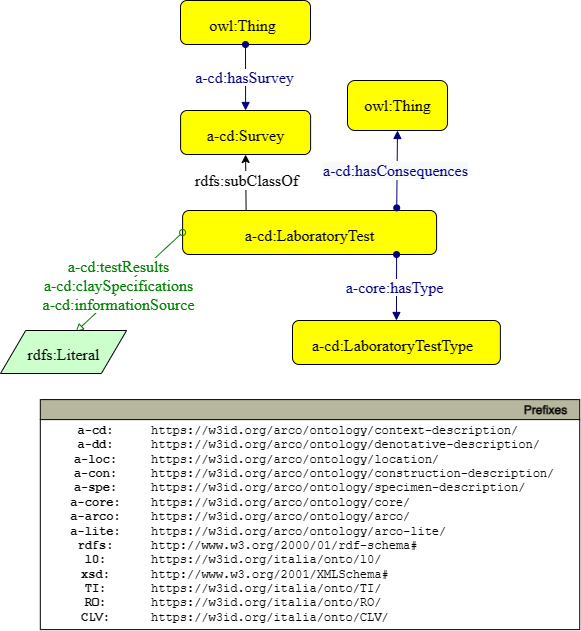 owl:Thing
a-cd:hasSurvey
owl:Thing
a-cd:Survey
a-cd:hasConsequences
rdfs:subClassOf
a-cd:LaboratoryTest
a-cd:testResults
a-cd:claySpecifications
a-cd:informationSource
a-core:hasType
rdfs:Literal
a-cd:LaboratoryTestType
Prefixes
a-cd: https://w3id.org/arco/ontology/context-description/
a-dd: https://w3id.org/arco/ontology/denotative-description/
a-loc: https://w3id.org/arco/ontology/location/
a-con: https://w3id.org/arco/ontology/construction-description/
a-spe: https://w3id.org/arco/ontology/specimen-description/
a-core: https://w3id.org/arco/ontology/core/
a-arco: https://w3id.org/arco/ontology/arco/
a-lite: https://w3id.org/arco/ontology/arco-lite/
rdfs: http://www.w3.org/2000/01/rdf-schema#
l0: https://w3id.org/italia/onto/l0/
xsd: http://www.w3.org/2001/XMLSchema#
TI: https://w3id.org/italia/onto/TI/
RO: https://w3id.org/italia/onto/RO/
CLV: https://w3id.org/italia/onto/CLV/